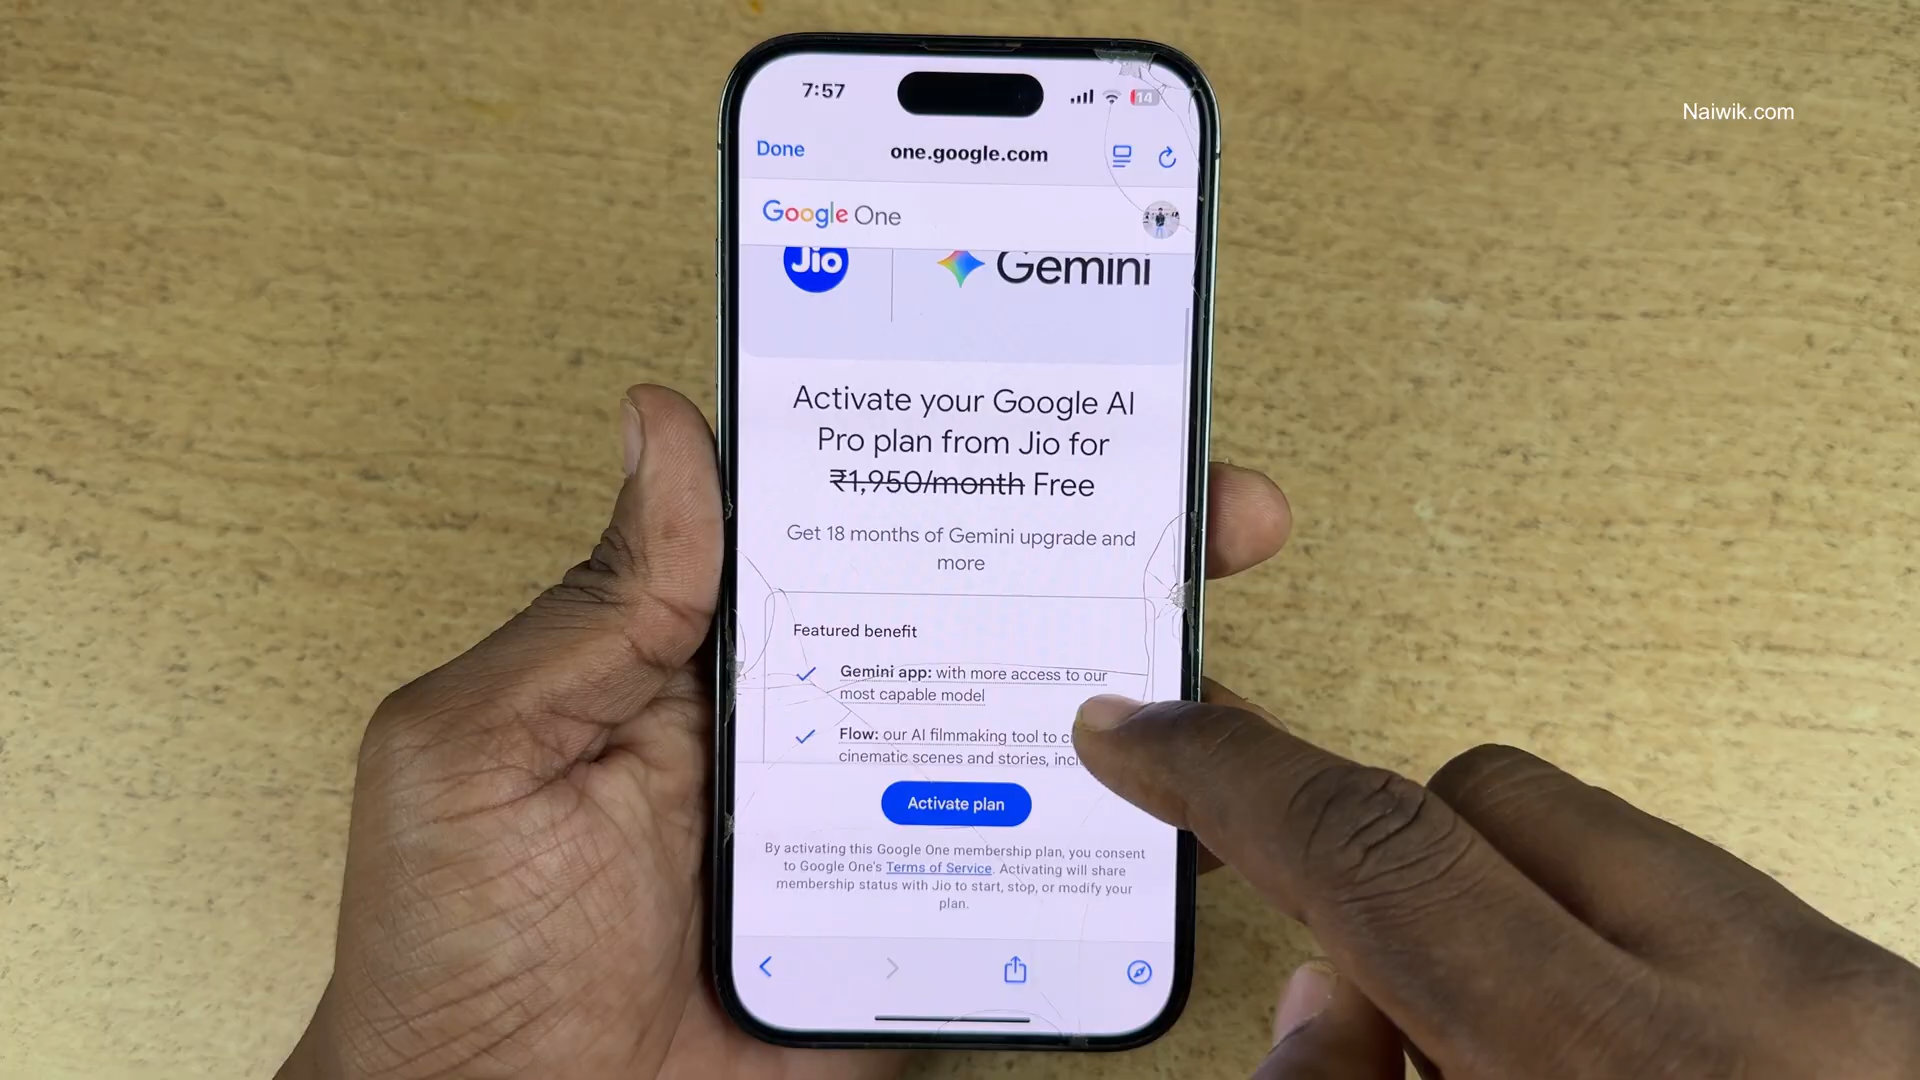 Naiwik.com
7:57
14
Done
one.google.com
Google One
Jio
Gemini
Activate your Google AI
Pro plan from Jio for
₹1,950/month Free
Get 18 months of Gemini upgrade and
more
Featured benefit
Gemini app: with more access to our
most capable model
Flow: our AI filmmaking tool to
cinematic scenes and stories,
Activate plan
By activating this Google One membership plan, you consent
to Google One's Terms of Service. Activating will share
membership status with Jio to start, stop, or modify your
plan.